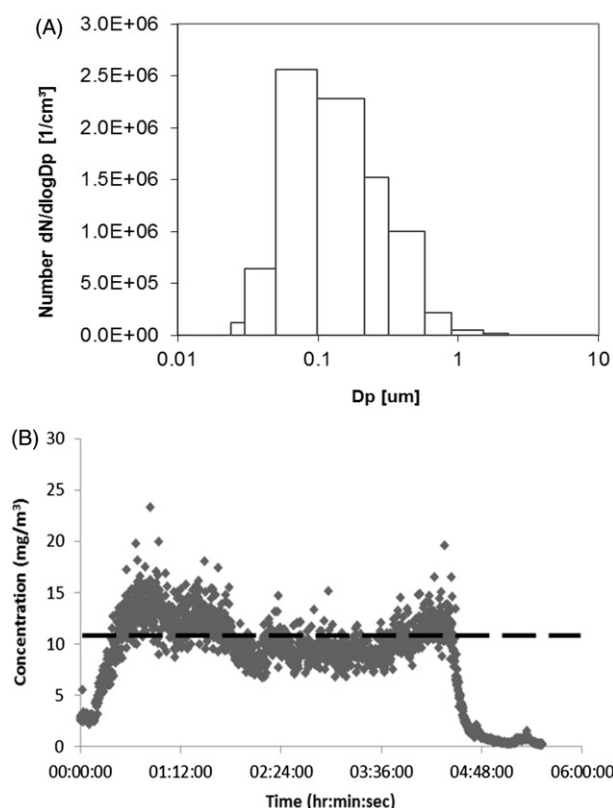 (A)
Number dN/dlogDp [1/cm³]
3.0E+06
2.5E+06
2.0E+06
1.5E+06
1.0E+06
5.0E+05
0.0E+00
0.01 0.1 1 10
Dp [um]
(B)
Concentration (mg/m³)
30
25
20
15
10
5
0
00:00:00 01:12:00 02:24:00 03:36:00 04:48:00 06:00:00
Time (hr:min:sec)